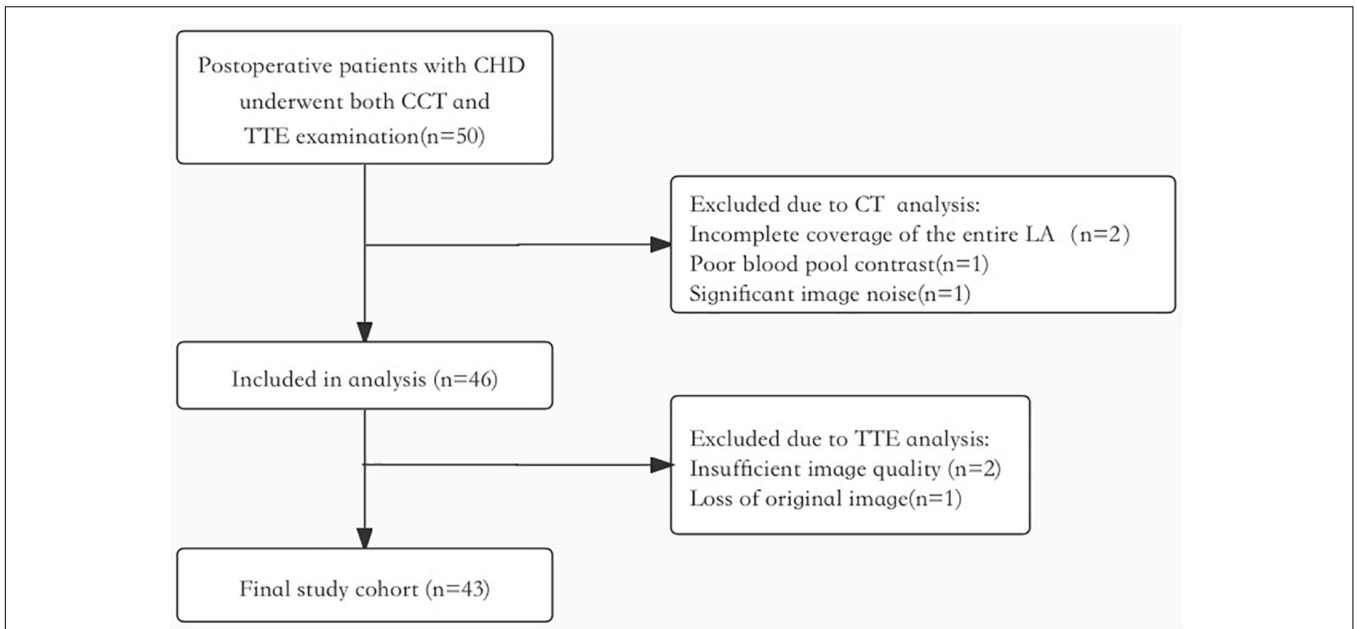 Postoperative patients with CHD
underwent both CCT and
TTE examination(n=50)
Excluded due to CT analysis:
Incomplete coverage of the entire LA (n=2)
Poor blood pool contrast(n=1)
Significant image noise(n=1)
Included in analysis (n=46)
Excluded due to TTE analysis:
Insufficient image quality (n=2)
Loss of original image(n=1)
Final study cohort (n=43)